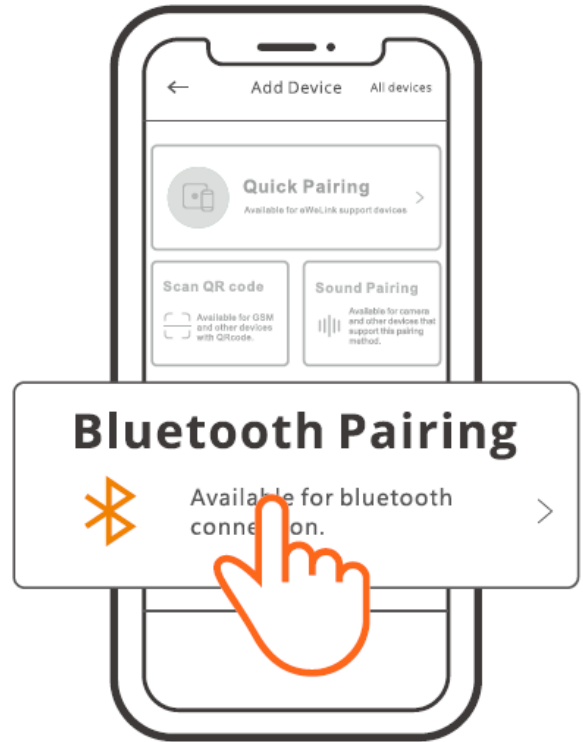 Add Device All devices
Quick Pairing
Available for eWeLink support devices
Scan QR code
Available for GSM
and other devices
with QRcode.
Sound Pairing
Available for camera
and other devices that
support this pairing
method.
Bluetooth Pairing
Available for bluetooth
connection.